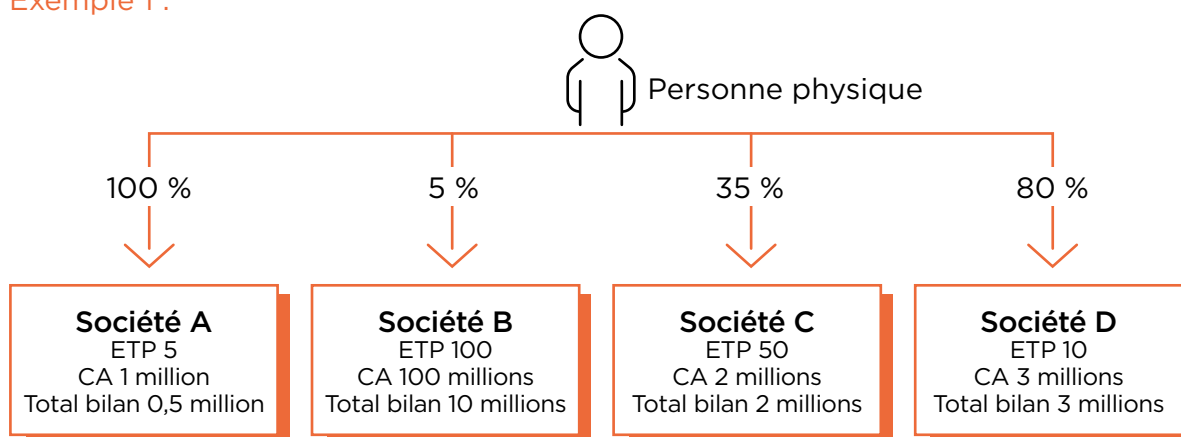 Exemple 1 :
Personne physique
100 %
5 %
35 %
80 %
Société A
ETP 5
CA 1 million
Total bilan 0,5 million
Société B
ETP 100
CA 100 millions
Total bilan 10 millions
Société C
ETP 50
CA 2 millions
Total bilan 2 millions
Société D
ETP 10
CA 3 millions
Total bilan 3 millions